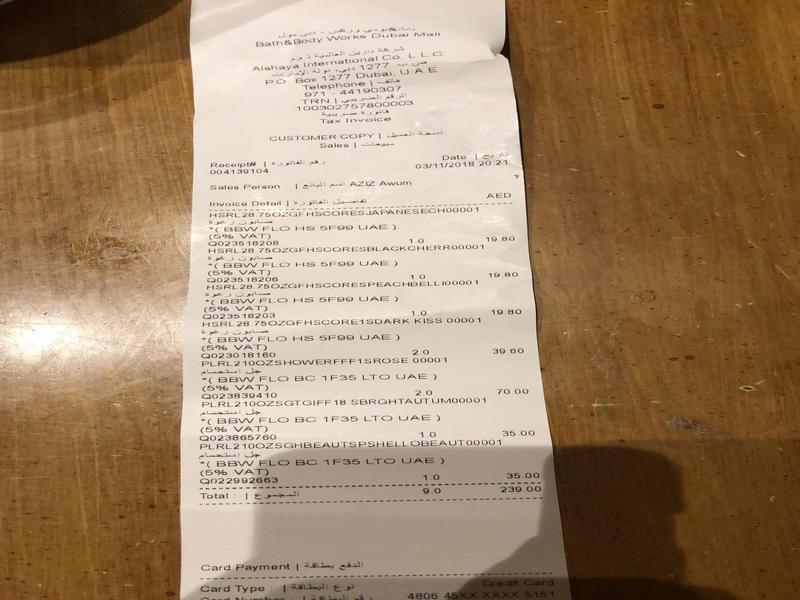 باث&بودي وركس - دبي مول
Bath&Body Works Dubai Mall
شركة دارين العالمية ذ.م.م
Alshaya International Co. L.L.C
ص.ب. 1277 دبي، دولة الإمارات
P.O. Box 1277 Dubai, U.A.E
Telephone | هاتف
971 - 44190307
TRN | الرقم الضريبي
100302757800003
فاتورة ضريبية
Tax Invoice
CUSTOMER COPY | نسخة العميل
Sales | مبيعات
Receipt# | رقم الفاتورة Date | تاريخ
004139104 03/11/2018 20:21
Sales Person : | اسم البائع AZIZ Awum
Invoice Detail | تفاصيل الفاتورة AED
HSRL28.75OZGFHSCORESJAPANESECH00001
صابون رغوة
*( BBW FLO HS 5F99 UAE )
(5% VAT)
Q023518208 1.0 19.80
HSRL28.75OZGFHSCORESBLACKCHERR00001
صابون رغوة
*( BBW FLO HS 5F99 UAE )
(5% VAT)
Q023518206 1.0 19.80
HSRL28.75OZGFHSCORESPEACHBELLI00001
صابون رغوة
*( BBW FLO HS 5F99 UAE )
(5% VAT)
Q023518203 1.0 19.80
HSRL28.75OZGFHSCORE1SDARK KISS 00001
صابون رغوة
*( BBW FLO HS 5F99 UAE )
(5% VAT)
Q023018160 2.0 39.60
PLRL210OZSHOWERFFF1SROSE 00001
جل استحمام
*( BBW FLO BC 1F35 LTO UAE )
(5% VAT)
Q023839410 2.0 70.00
PLRL210OZSGTGIFF18 SBRGHTAUTUM00001
جل استحمام
*( BBW FLO BC 1F35 LTO UAE )
(5% VAT)
Q023865760 1.0 35.00
PLRL210OZSGHBEAUTSPSHELLOBEAUT00001
جل استحمام
*( BBW FLO BC 1F35 LTO UAE )
(5% VAT)
Q022992663 1.0 35.00
Total : | المجموع 9.0 239.00
Card Payment | الدفع بطاقة
Card Type : | نوع البطاقة Credit Card
Card Number : | رقم البطاقة 4806 45XX XXXX 5151